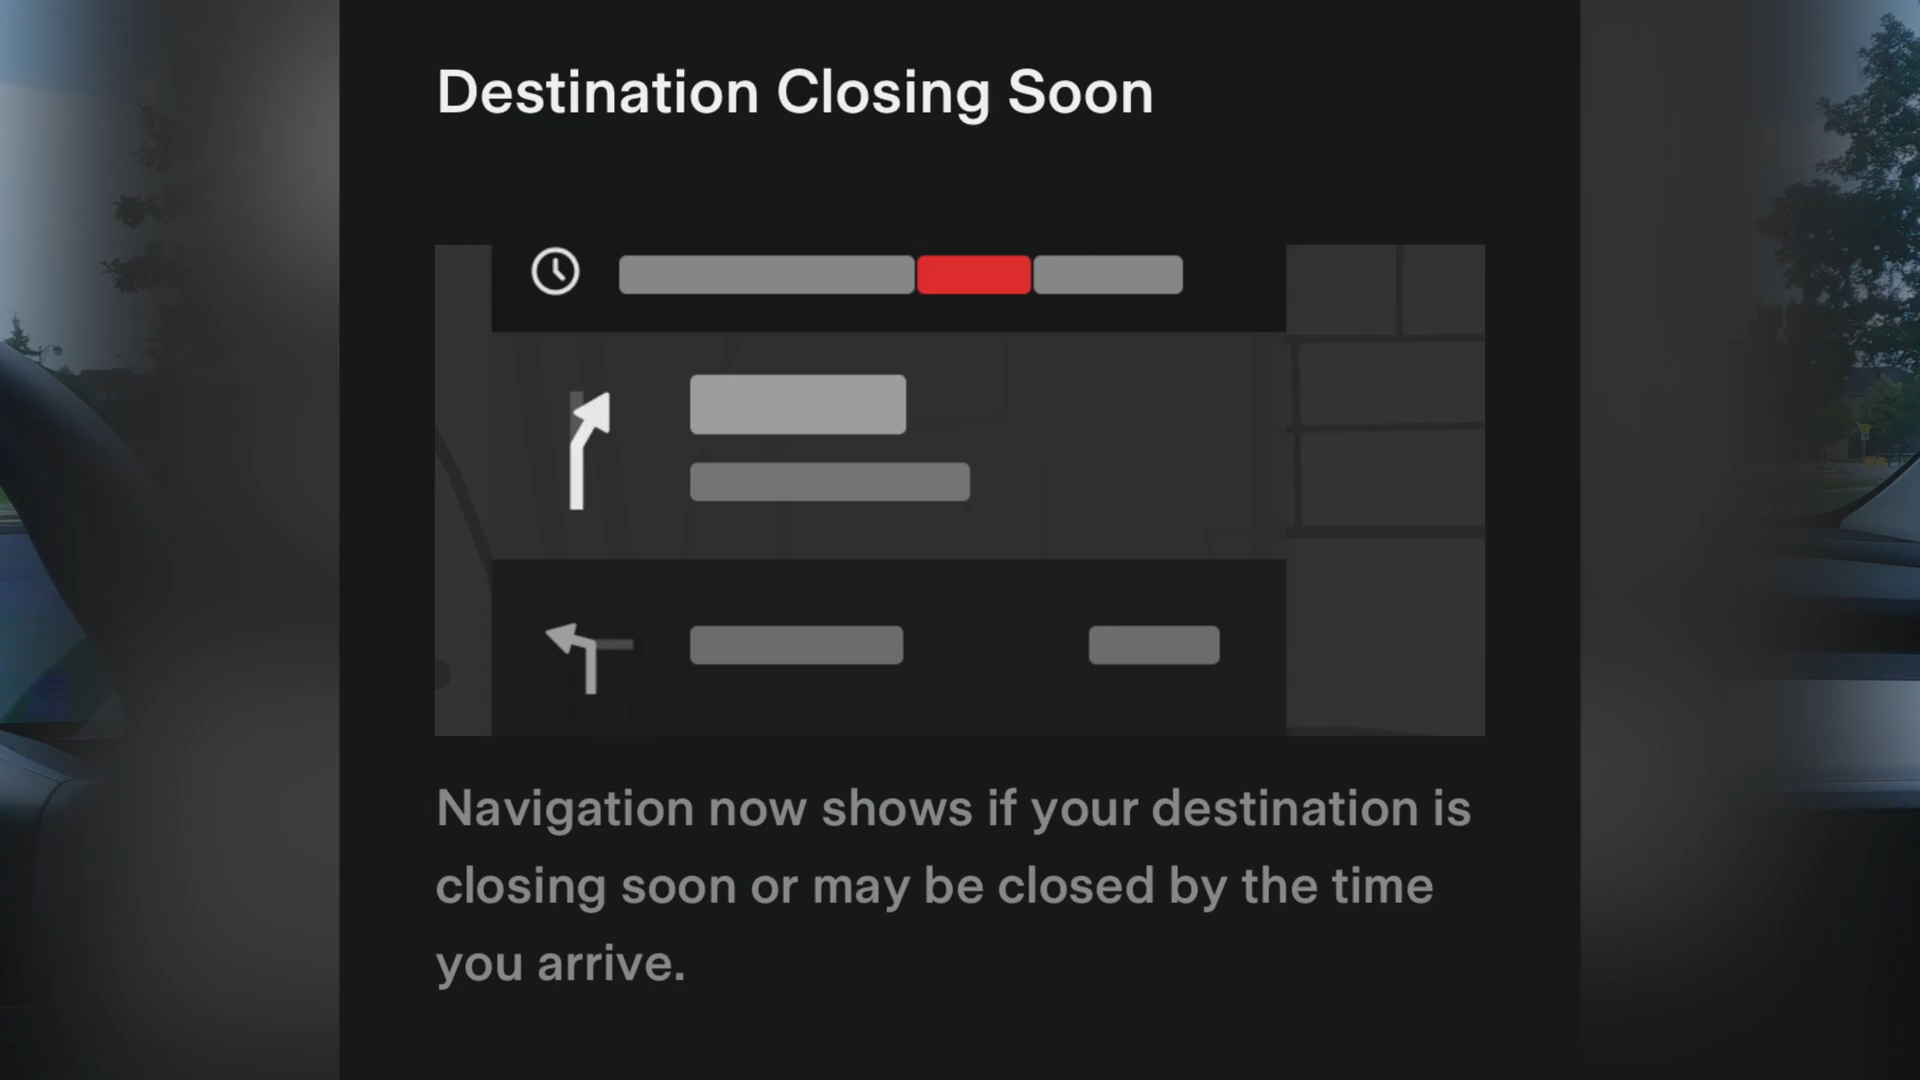 Destination Closing Soon
Navigation now shows if your destination is
closing soon or may be closed by the time
you arrive.